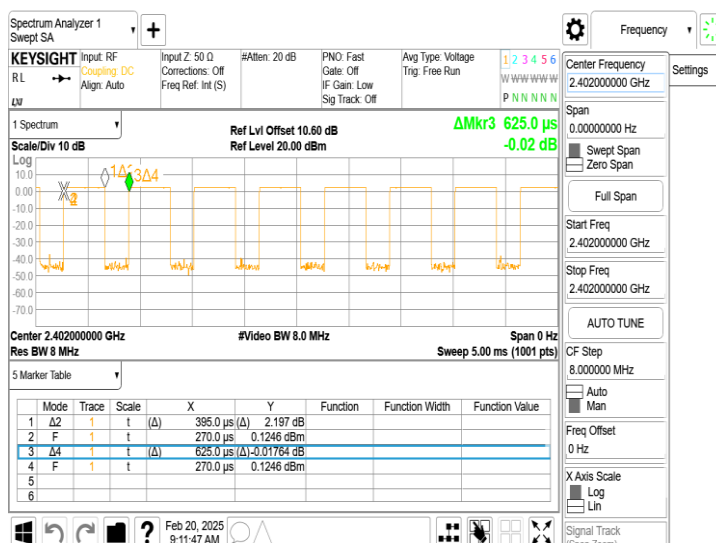 Spectrum Analyzer 1
Swept SA
+
Frequency
KEYSIGHT
RL
LXI
Input: RF
Coupling: DC
Align: Auto
Input Z: 50 Ω
Corrections: Off
Freq Ref: Int (S)
#Atten: 20 dB
PNO: Fast
Gate: Off
IF Gain: Low
Sig Track: Off
Avg Type: Voltage
Trig: Free Run
1 2 3 4 5 6
W W W W W W
P N N N N N
1 Spectrum
Scale/Div 10 dB
Ref Lvl Offset 10.60 dB
Ref Level 20.00 dBm
ΔMkr3 625.0 µs
-0.02 dB
Log
10.0
0.00
-10.0
-20.0
-30.0
-40.0
-50.0
-60.0
-70.0
3Δ4
Center 2.402000000 GHz
#Video BW 8.0 MHz
Span 0 Hz
Res BW 8 MHz
Sweep 5.00 ms (1001 pts)
5 Marker Table
Mode Trace Scale X Y Function Function Width Function Value
1 Δ2 1 t (Δ) 395.0 µs (Δ) 2.197 dB
2 F 1 t 270.0 µs 0.1246 dBm
3 Δ4 1 t (Δ) 625.0 µs (Δ) -0.01764 dB
4 F 1 t 270.0 µs 0.1246 dBm
5
6
Feb 20, 2025
9:11:47 AM
?
Center Frequency
2.402000000 GHz
Settings
Span
0.00000000 Hz
Swept Span
Zero Span
Full Span
Start Freq
2.402000000 GHz
Stop Freq
2.402000000 GHz
AUTO TUNE
CF Step
8.000000 MHz
Auto
Man
Freq Offset
0 Hz
X Axis Scale
Log
Lin
Signal Track